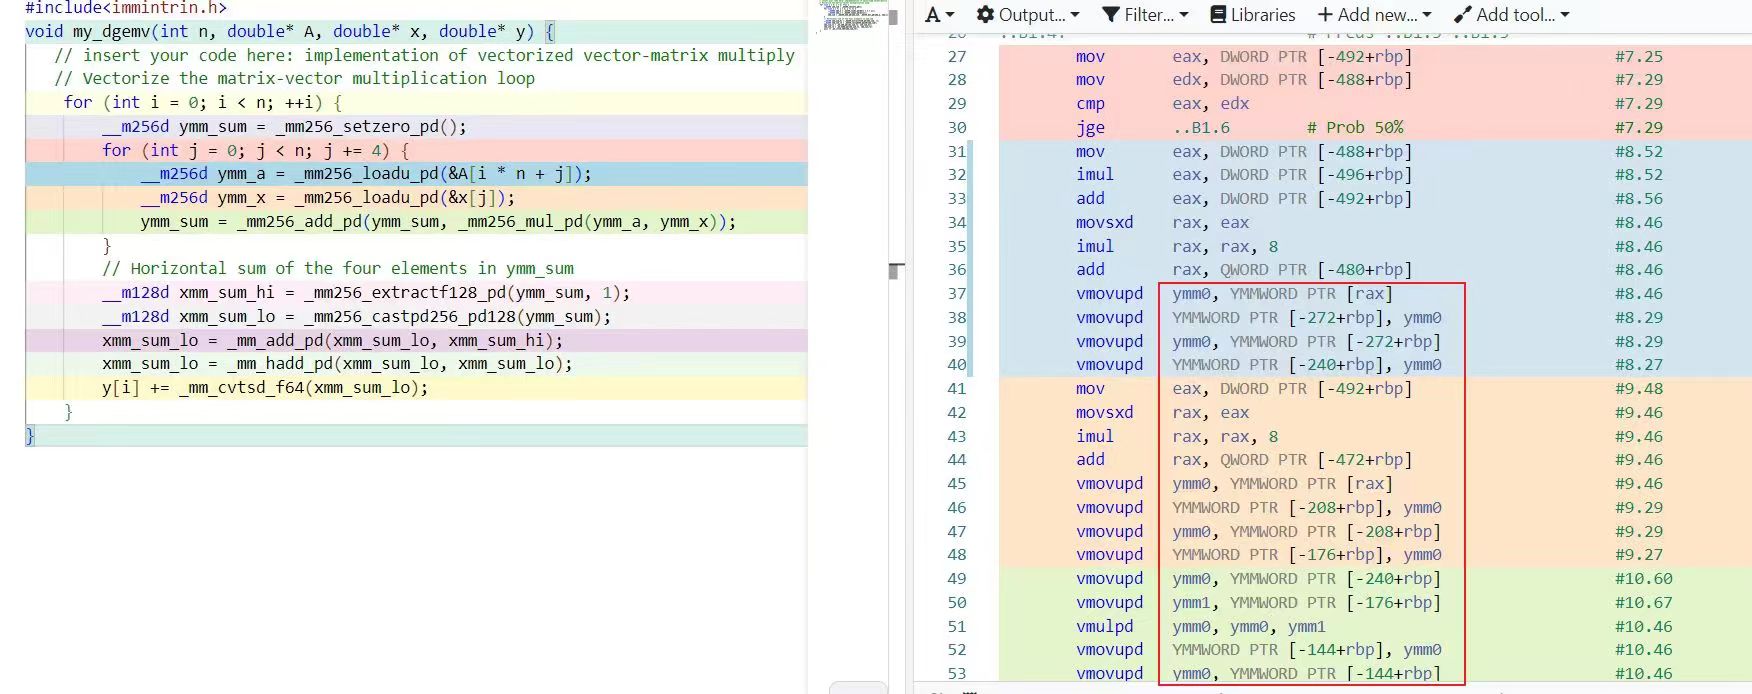 #include<immintrin.h>
void my_dgemv(int n, double* A, double* x, double* y) {
// insert your code here: implementation of vectorized vector-matrix multiply
// Vectorize the matrix-vector multiplication loop
for (int i = 0; i < n; ++i) {
__m256d ymm_sum = _mm256_setzero_pd();
for (int j = 0; j < n; j += 4) {
__m256d ymm_a = _mm256_loadu_pd(&A[i * n + j]);
__m256d ymm_x = _mm256_loadu_pd(&x[j]);
ymm_sum = _mm256_add_pd(ymm_sum, _mm256_mul_pd(ymm_a, ymm_x));
}
// Horizontal sum of the four elements in ymm_sum
__m128d xmm_sum_hi = _mm256_extractf128_pd(ymm_sum, 1);
__m128d xmm_sum_lo = _mm256_castpd256_pd128(ymm_sum);
xmm_sum_lo = _mm_add_pd(xmm_sum_lo, xmm_sum_hi);
xmm_sum_lo = _mm_hadd_pd(xmm_sum_lo, xmm_sum_lo);
y[i] += _mm_cvtsd_f64(xmm_sum_lo);
}
}
A Output... Filter... Libraries + Add new... Add tool...
27 mov eax, DWORD PTR [-492+rbp] #7.25
28 mov edx, DWORD PTR [-488+rbp] #7.29
29 cmp eax, edx #7.29
30 jge ..B1.6 # Prob 50% #7.29
31 mov eax, DWORD PTR [-488+rbp] #8.52
32 imul eax, DWORD PTR [-496+rbp] #8.52
33 add eax, DWORD PTR [-492+rbp] #8.56
34 movsxd rax, eax #8.46
35 imul rax, rax, 8 #8.46
36 add rax, QWORD PTR [-480+rbp] #8.46
37 vmovupd ymm0, YMMWORD PTR [rax] #8.46
38 vmovupd YMMWORD PTR [-272+rbp], ymm0 #8.29
39 vmovupd ymm0, YMMWORD PTR [-272+rbp] #8.29
40 vmovupd YMMWORD PTR [-240+rbp], ymm0 #8.27
41 mov eax, DWORD PTR [-492+rbp] #9.48
42 movsxd rax, eax #9.46
43 imul rax, rax, 8 #9.46
44 add rax, QWORD PTR [-472+rbp] #9.46
45 vmovupd ymm0, YMMWORD PTR [rax] #9.46
46 vmovupd YMMWORD PTR [-208+rbp], ymm0 #9.29
47 vmovupd ymm0, YMMWORD PTR [-208+rbp] #9.29
48 vmovupd YMMWORD PTR [-176+rbp], ymm0 #9.27
49 vmovupd ymm0, YMMWORD PTR [-240+rbp] #10.60
50 vmovupd ymm1, YMMWORD PTR [-176+rbp] #10.67
51 vmulpd ymm0, ymm0, ymm1 #10.46
52 vmovupd YMMWORD PTR [-144+rbp], ymm0 #10.46
53 vmovupd ymm0, YMMWORD PTR [-144+rbp] #10.46